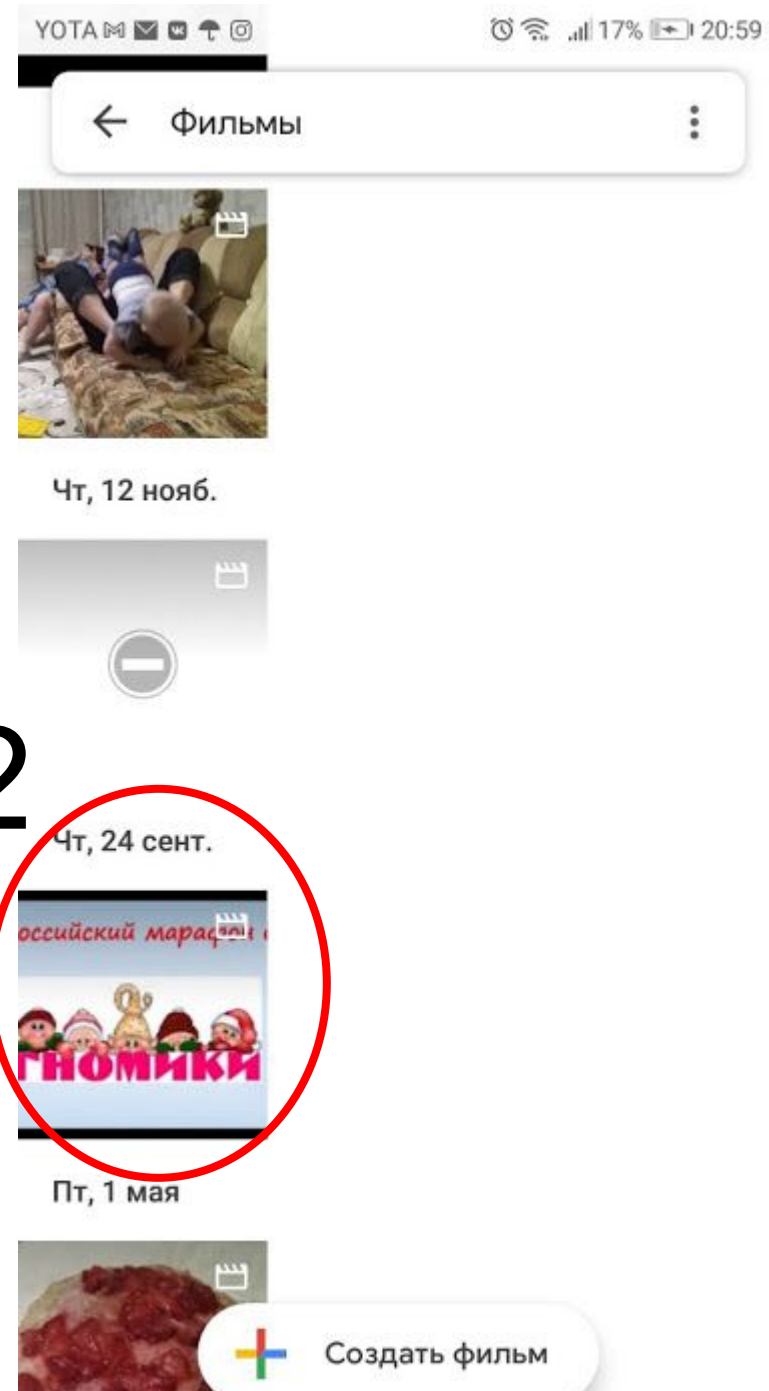 YOTA 17% 20:59
Фильмы
Чт, 12 нояб.
2
Чт, 24 сент.
оссийский марафон
ГНОМИКИ
Пт, 1 мая
Создать фильм